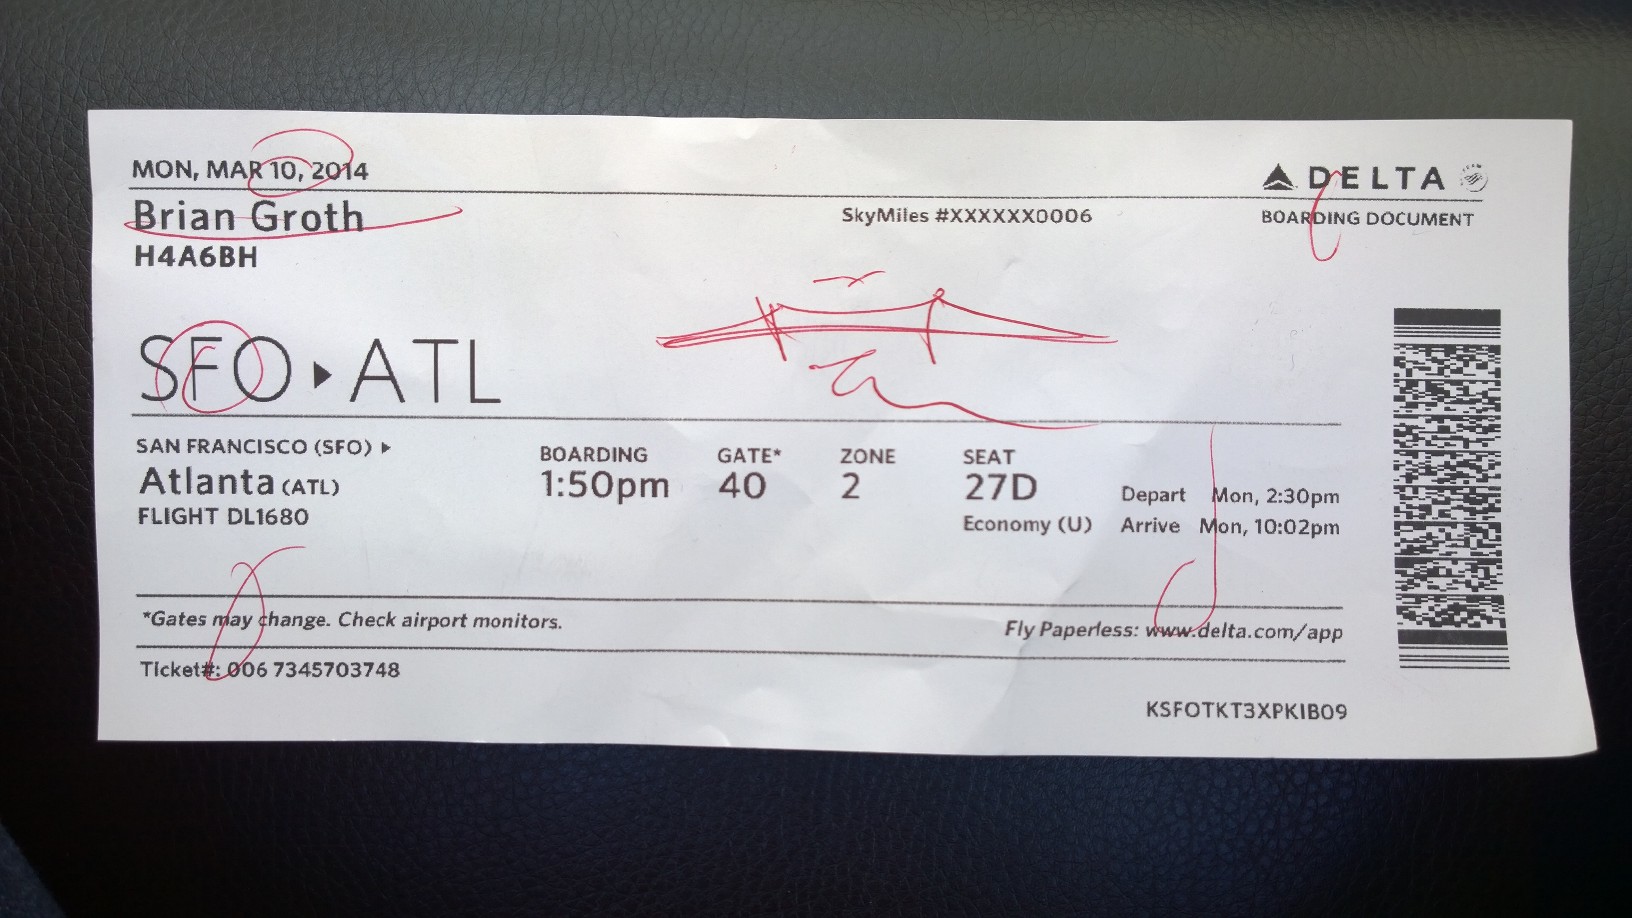 MON, MAR 10, 2014
DELTA
Brian Groth
SkyMiles #XXXXXX0006
BOARDING DOCUMENT
H4A6BH
SFO ▸ ATL
SAN FRANCISCO (SFO) ▸
Atlanta (ATL)
FLIGHT DL1680
BOARDING
1:50pm
GATE*
40
ZONE
2
SEAT
27D
Economy (U)
Depart Mon, 2:30pm
Arrive Mon, 10:02pm
*Gates may change. Check airport monitors.
Fly Paperless: www.delta.com/app
Ticket#: 006 7345703748
KSFOTKT3XPKIB09